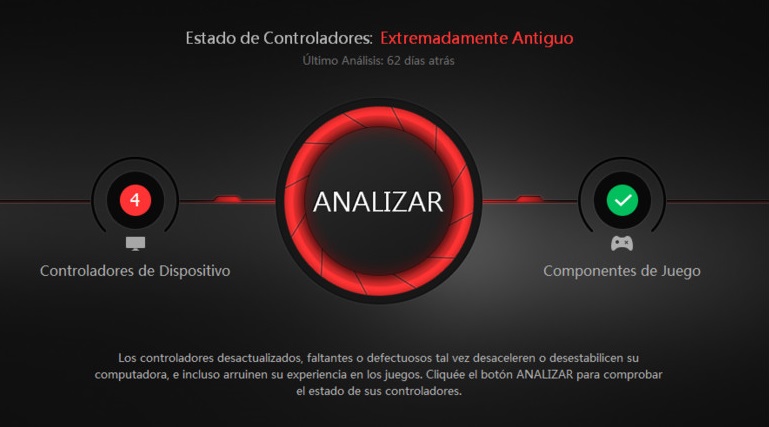 Estado de Controladores: Extremadamente Antiguo
Último Análisis: 62 días atrás
4
ANALIZAR
Controladores de Dispositivo
Componentes de Juego
Los controladores desactualizados, faltantes o defectuosos tal vez desaceleren o desestabilicen su
computadora, e incluso arruinen su experiencia en los juegos. Cliquée el botón ANALIZAR para comprobar
el estado de sus controladores.